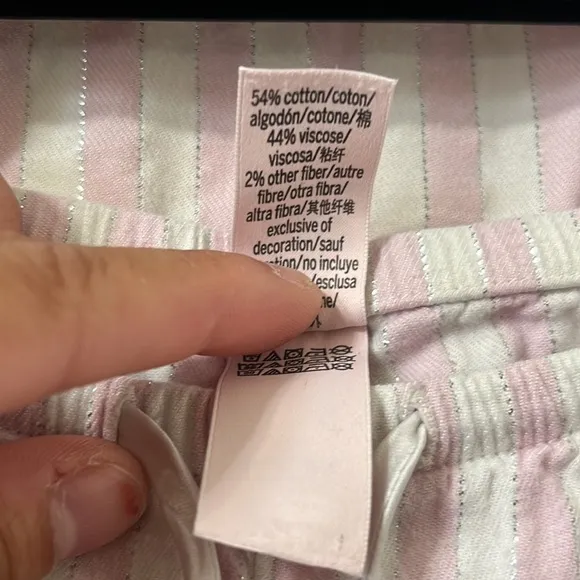 54% cotton/coton/
algodón/cotone/棉
44% viscose/
viscosa/粘纤
2% other fiber/autre
fibre/otra fibra/
altra fibra/其他纤维
exclusive of
decoration/sauf
/no incluye
/esclusa